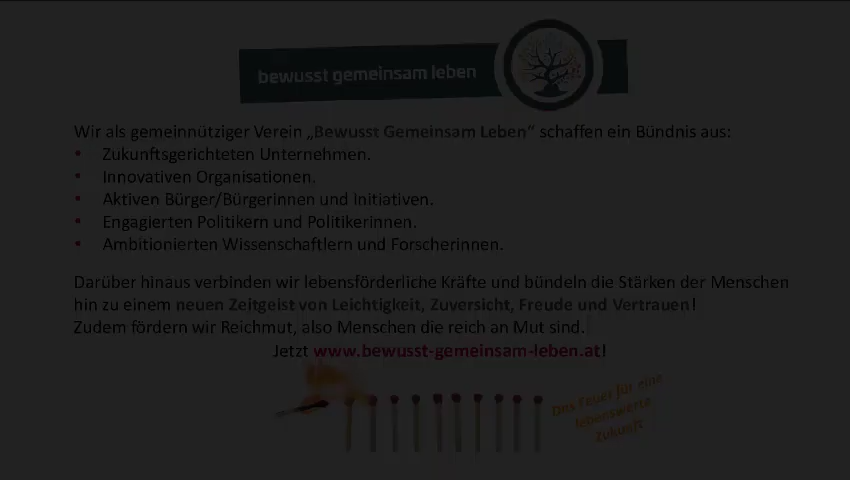 bewusst gemeinsam leben
Wir als gemeinnütziger Verein „Bewusst Gemeinsam Leben“ schaffen ein Bündnis aus:
• Zukunftsgerichteten Unternehmen.
• Innovativen Organisationen.
• Aktiven Bürger/Bürgerinnen und Initiativen.
• Engagierten Politikern und Politikerinnen.
• Ambitionierten Wissenschaftlern und Forscherinnen.
Darüber hinaus verbinden wir lebensförderliche Kräfte und bündeln die Stärken der Menschen
hin zu einem neuen Zeitgeist von Leichtigkeit, Zuversicht, Freude und Vertrauen!
Zudem fördern wir Reichmut, also Menschen die reich an Mut sind.
Jetzt www.bewusst-gemeinsam-leben.at!
Das Feuer für eine
lebenswerte
Zukunft